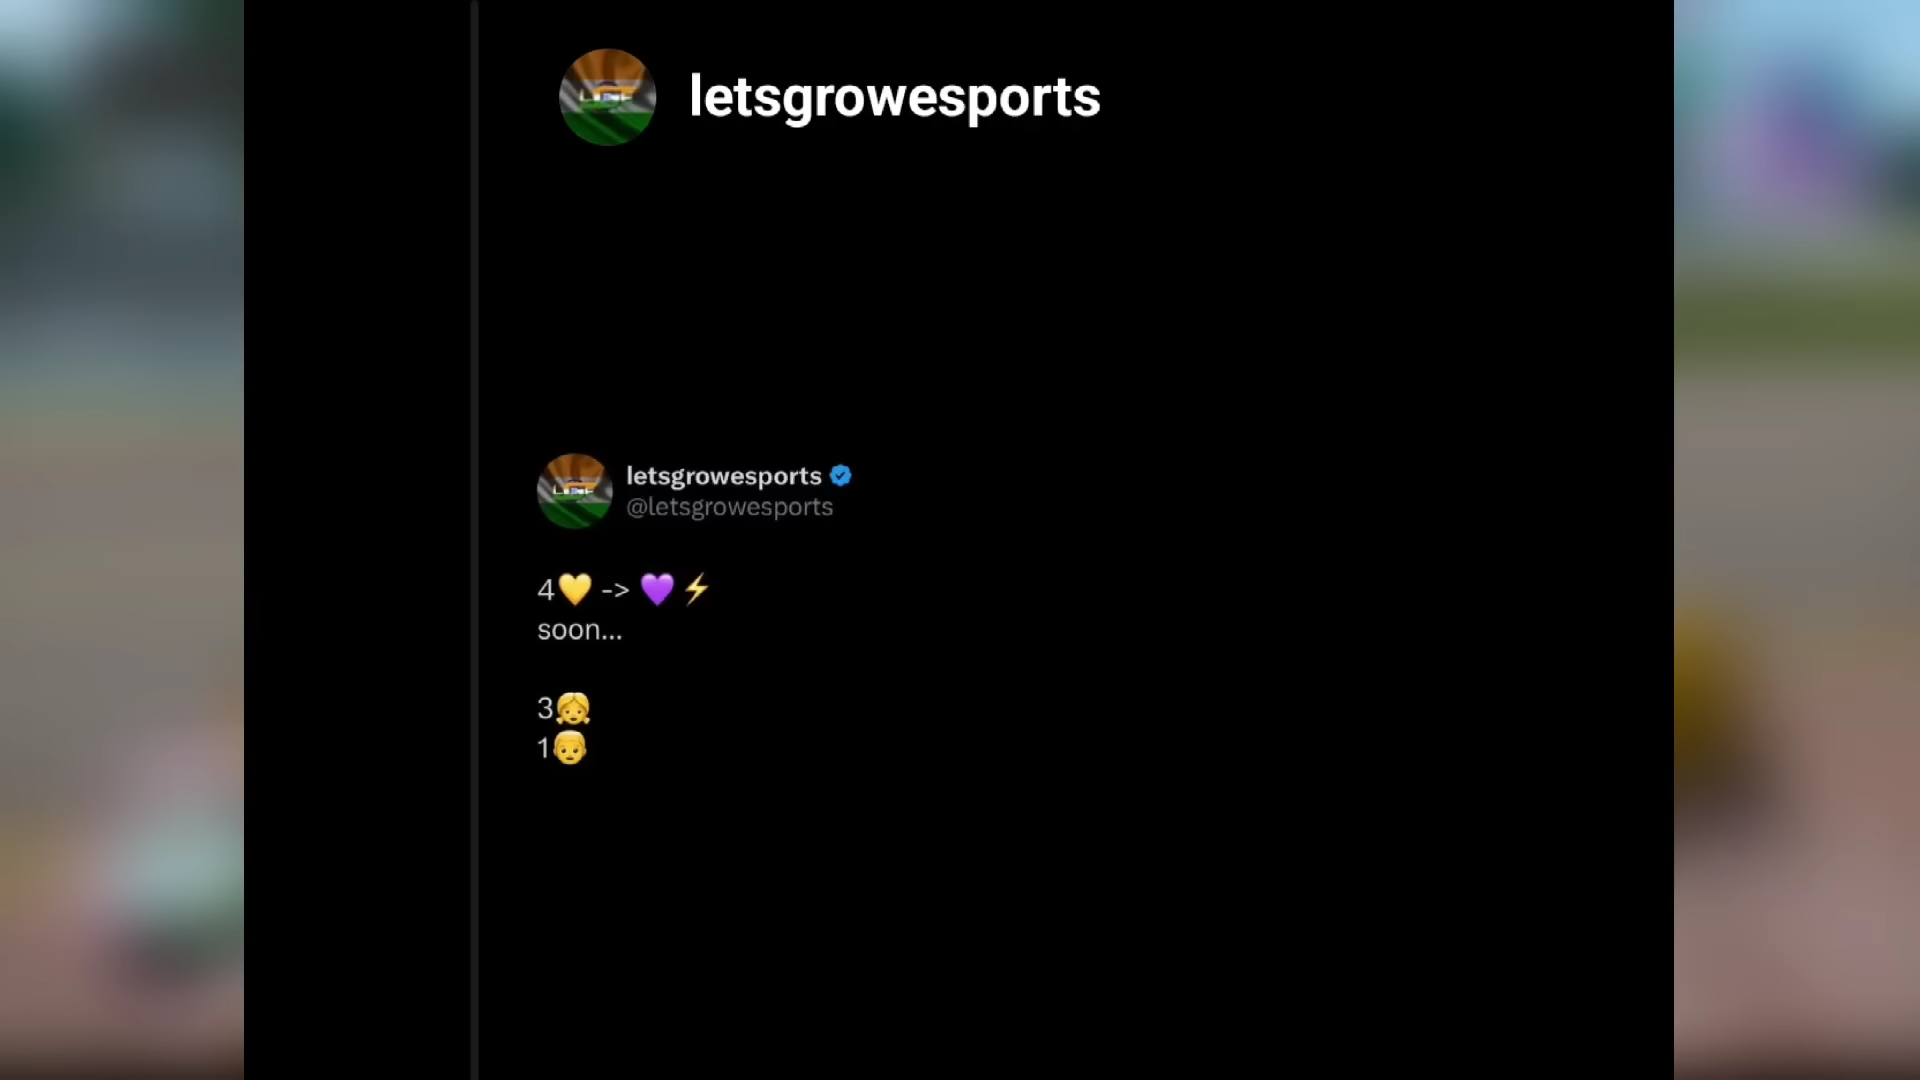 letsgrowesports
letsgrowesports
@letsgrowesports
4💛 -> 💜⚡
soon...
3👧
1👦